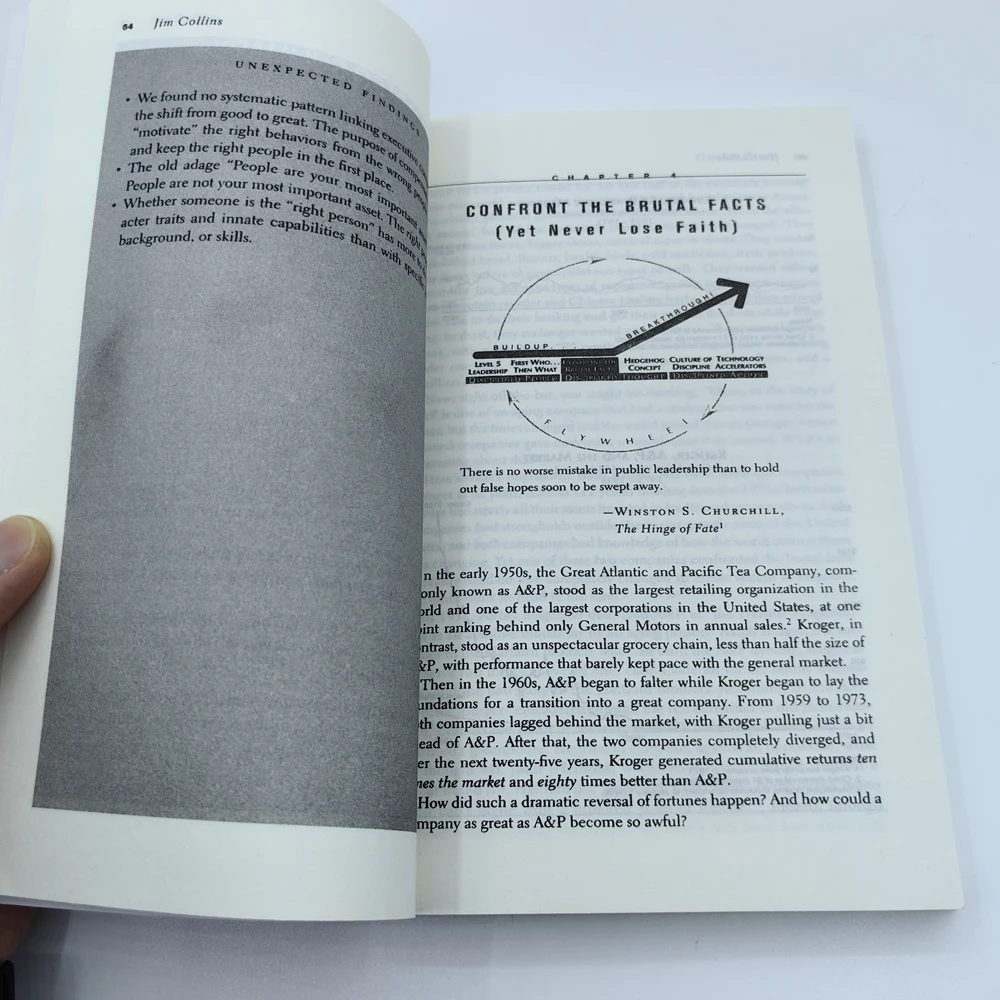 64 Jim Collins
UNEXPECTED FINDINGS
• We found no systematic pattern linking executive
the shift from good to great. The purpose of
"motivate" the right behaviors from the wrong
and keep the right people in the first place.
• The old adage "People are your most important
People are not your most important asset. The right
• Whether someone is the "right person" has more to
acter traits and innate capabilities than with
background, or skills.
CHAPTER 4
CONFRONT THE BRUTAL FACTS
(Yet Never Lose Faith)
BREAKTHROUGH!
BUILDUP...
LEVEL 5 FIRST WHO... CONFRONT THE HEDGEHOG CULTURE OF TECHNOLOGY
LEADERSHIP THEN WHAT BRUTAL FACTS CONCEPT DISCIPLINE ACCELERATORS
DISCIPLINED PEOPLE DISCIPLINED THOUGHT DISCIPLINED ACTION
FLYWHEEL
There is no worse mistake in public leadership than to hold
out false hopes soon to be swept away.
—WINSTON S. CHURCHILL,
The Hinge of Fate¹
n the early 1950s, the Great Atlantic and Pacific Tea Company, com-
only known as A&P, stood as the largest retailing organization in the
orld and one of the largest corporations in the United States, at one
oint ranking behind only General Motors in annual sales.² Kroger, in
ntrast, stood as an unspectacular grocery chain, less than half the size of
&P, with performance that barely kept pace with the general market.
Then in the 1960s, A&P began to falter while Kroger began to lay the
undations for a transition into a great company. From 1959 to 1973,
th companies lagged behind the market, with Kroger pulling just a bit
ead of A&P. After that, the two companies completely diverged, and
er the next twenty-five years, Kroger generated cumulative returns ten
mes the market and eighty times better than A&P.
How did such a dramatic reversal of fortunes happen? And how could a
mpany as great as A&P become so awful?